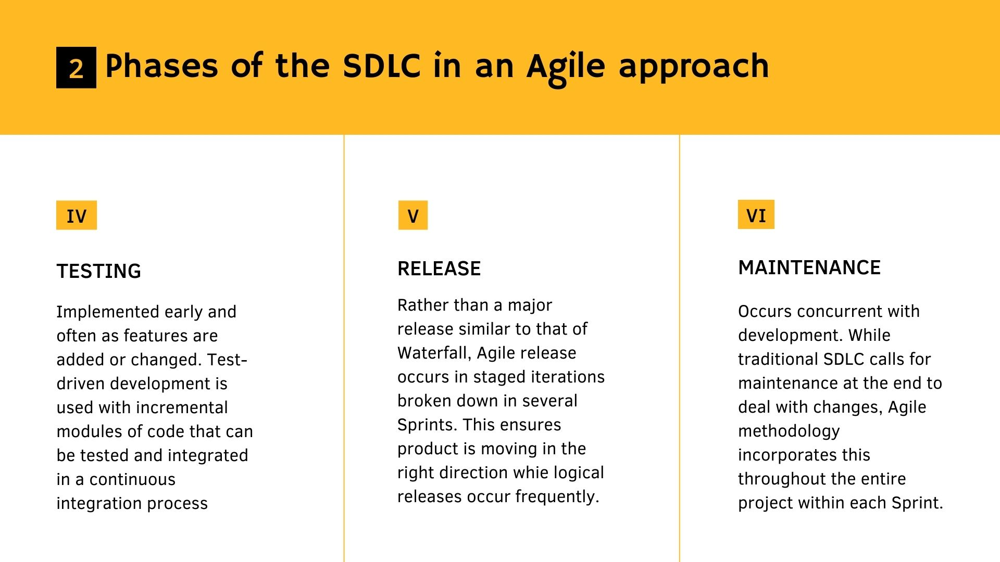 2 Phases of the SDLC in an Agile approach
IV
TESTING
Implemented early and
often as features are
added or changed. Test-
driven development is
used with incremental
modules of code that can
be tested and integrated
in a continuous
integration process
V
RELEASE
Rather than a major
release similar to that of
Waterfall, Agile release
occurs in staged iterations
broken down in several
Sprints. This ensures
product is moving in the
right direction whie logical
releases occur frequently.
VI
MAINTENANCE
Occurs concurrent with
development. While
traditional SDLC calls for
maintenance at the end to
deal with changes, Agile
methodology
incorporates this
throughout the entire
project within each Sprint.